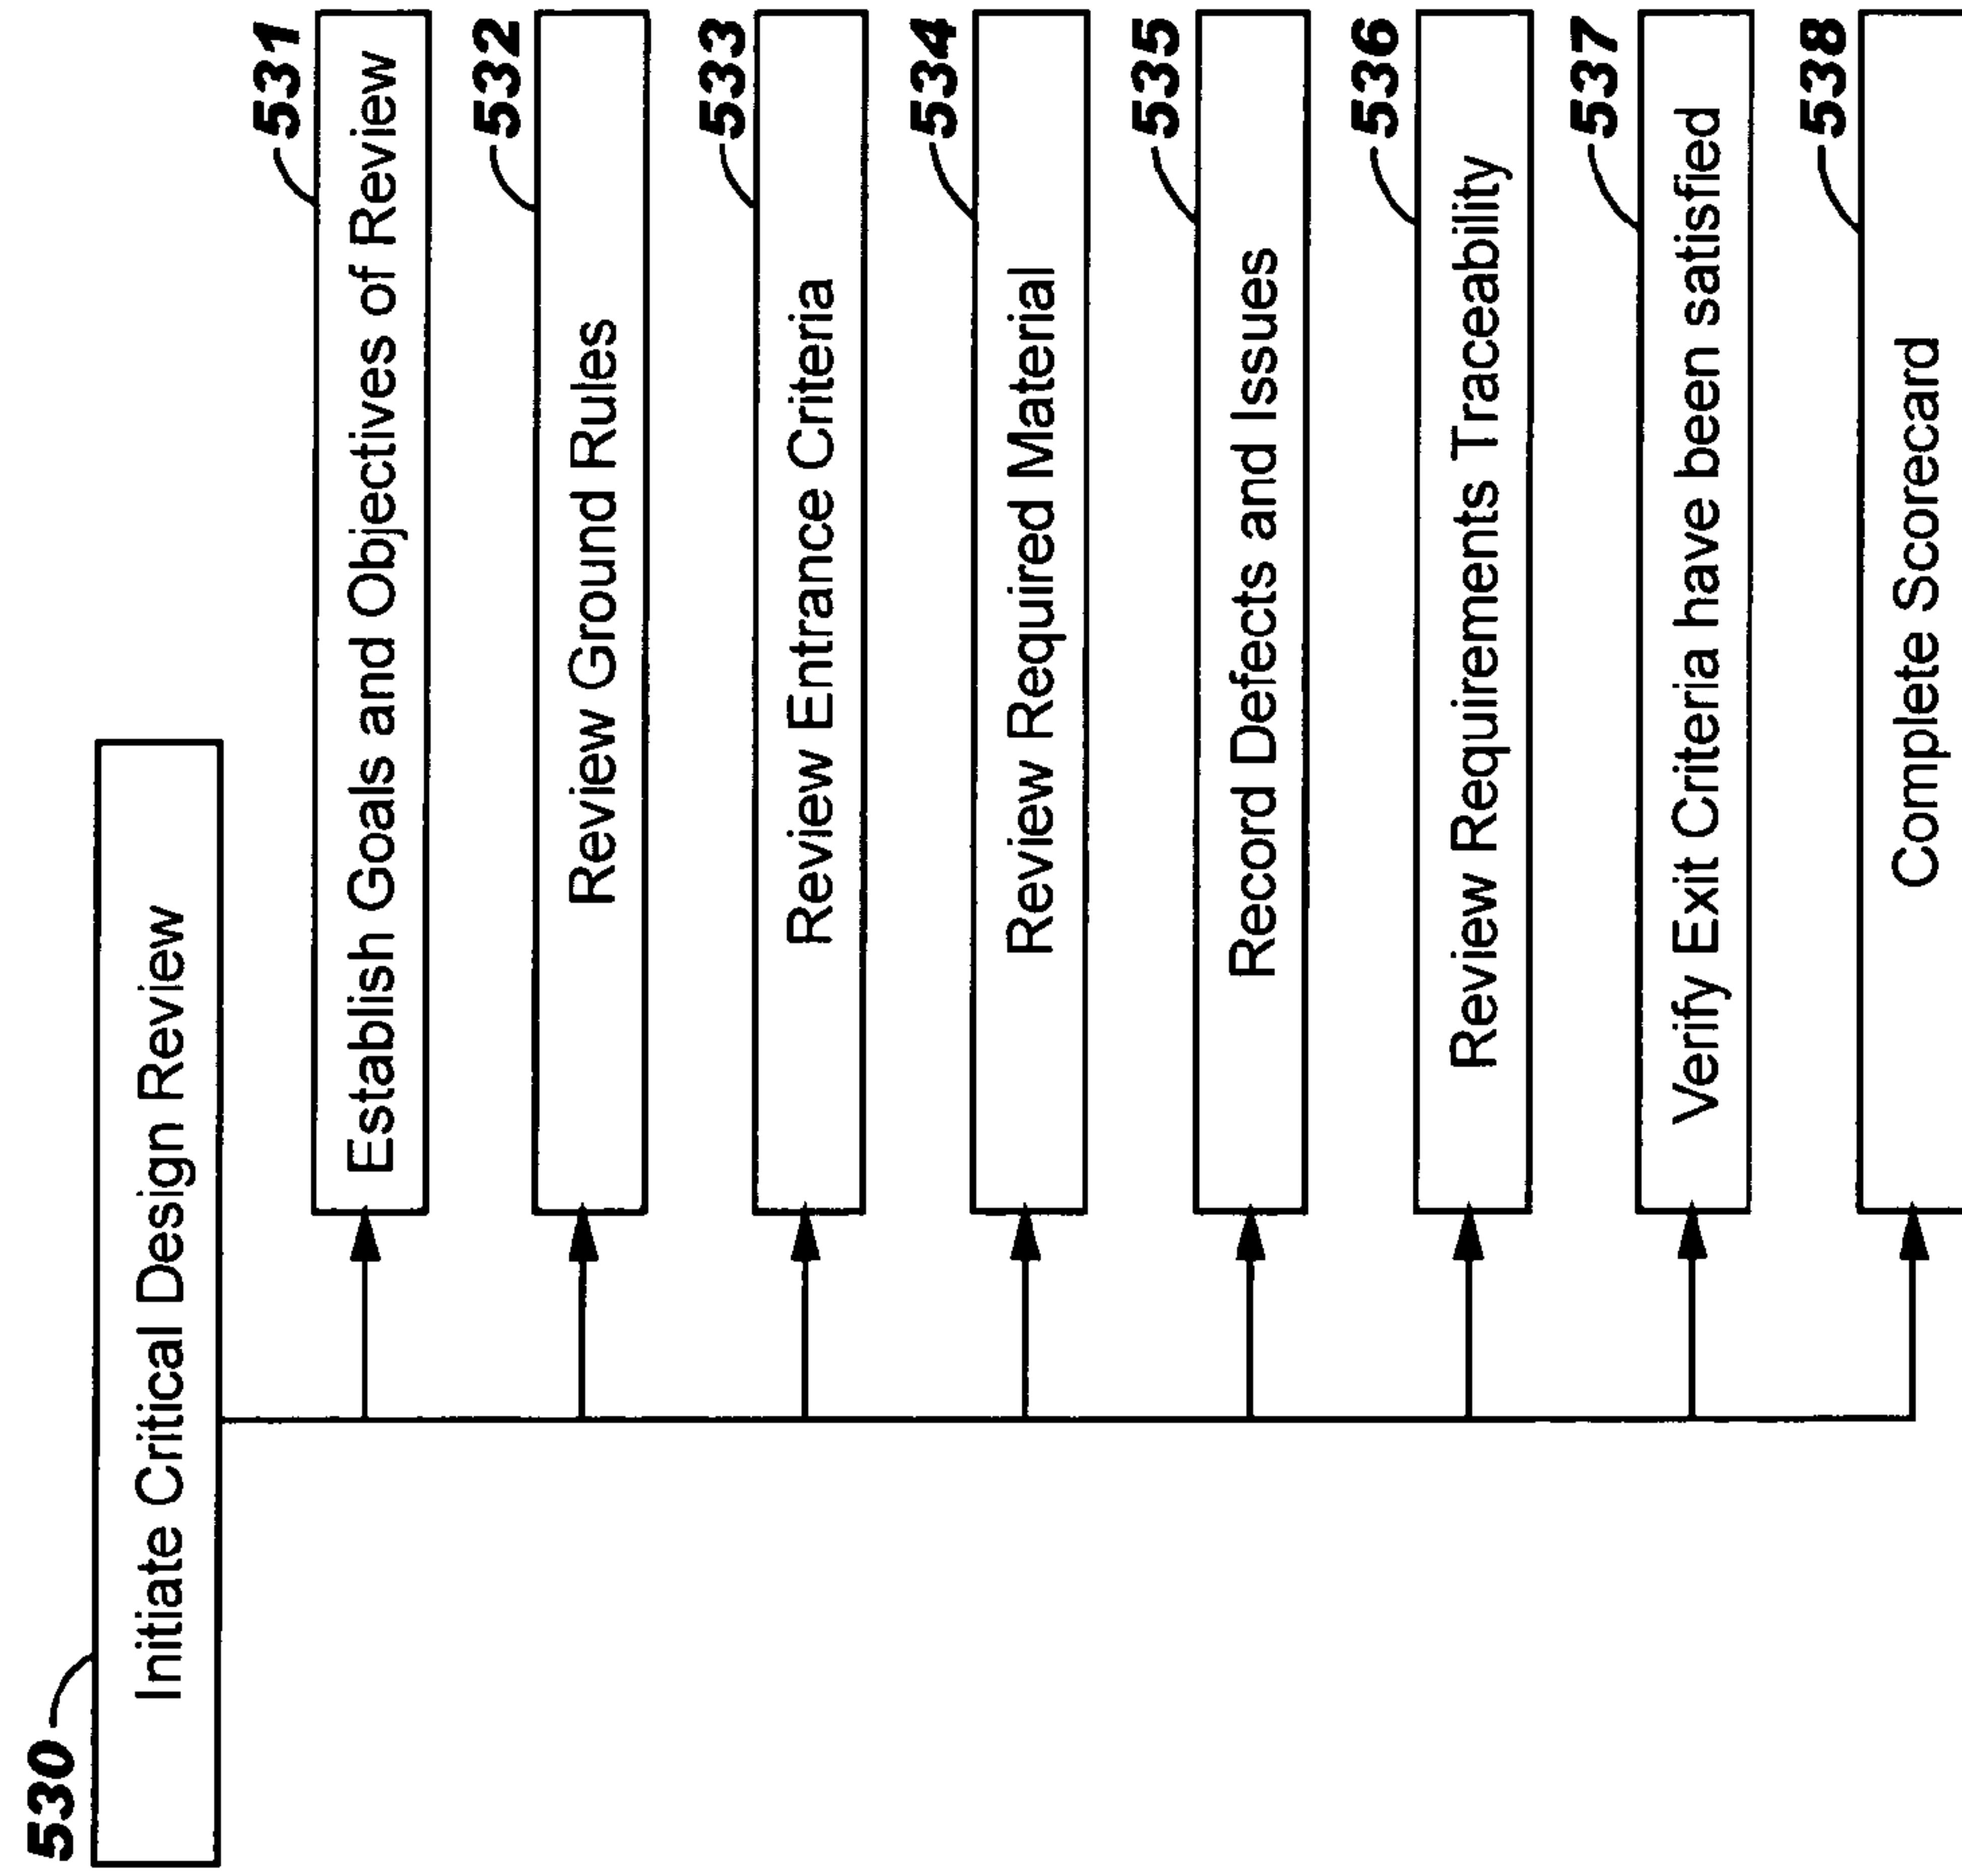 530
Initiate Critical Design Review
531
Establish Goals and Objectives of Review
532
Review Ground Rules
533
Review Entrance Criteria
534
Review Required Material
535
Record Defects and Issues
536
Review Requirements Traceability
537
Verify Exit Criteria have been satisfied
538
Complete Scorecard